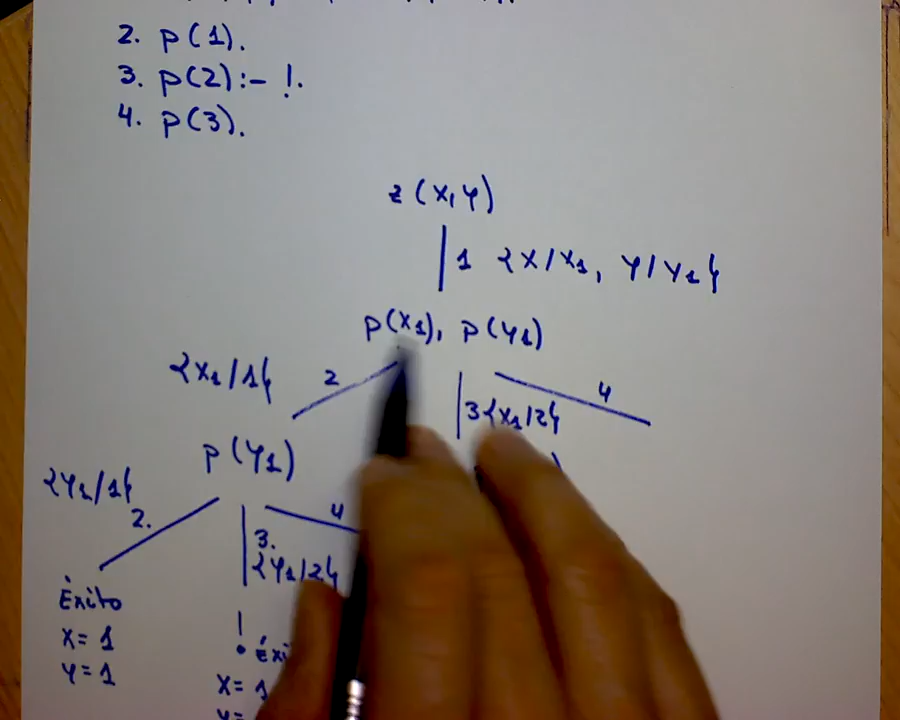 2. p(1).
3. p(2):- !.
4. p(3).
z(X,Y)
1 {X/X1, Y/Y1}
p(X1), p(Y1)
{X1/1} 2
3 {X1/2}
4
p(Y1)
{Y1/1}
2.
3.
{Y1/2}
4
Éxito
X= 1
Y= 1
!
X= 1